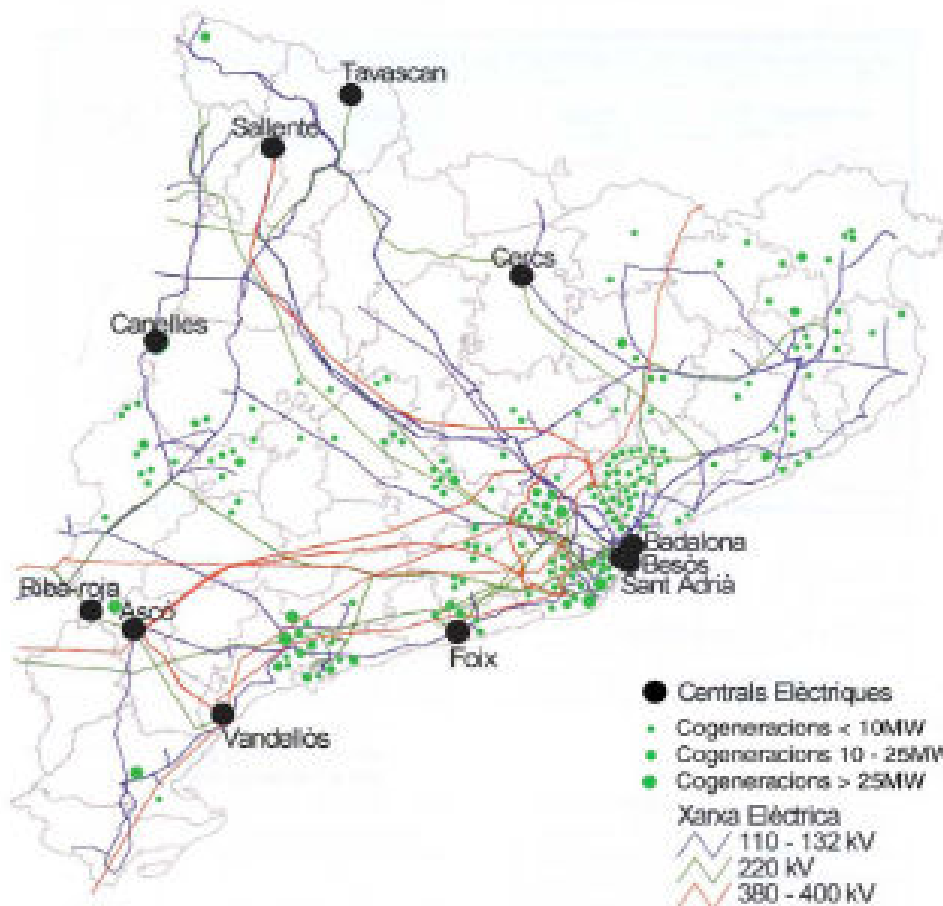 Tavascan
Sallente
Cercs
Canelles
Badalona
Besòs
Sant Adrià
Riba-roja
Ascó
Foix
Vandellòs
Centrals Elèctriques
Cogeneracions < 10MW
Cogeneracions 10 - 25MW
Cogeneracions > 25MW
Xarxa Elèctrica
110 - 132 kV
220 kV
380 - 400 kV